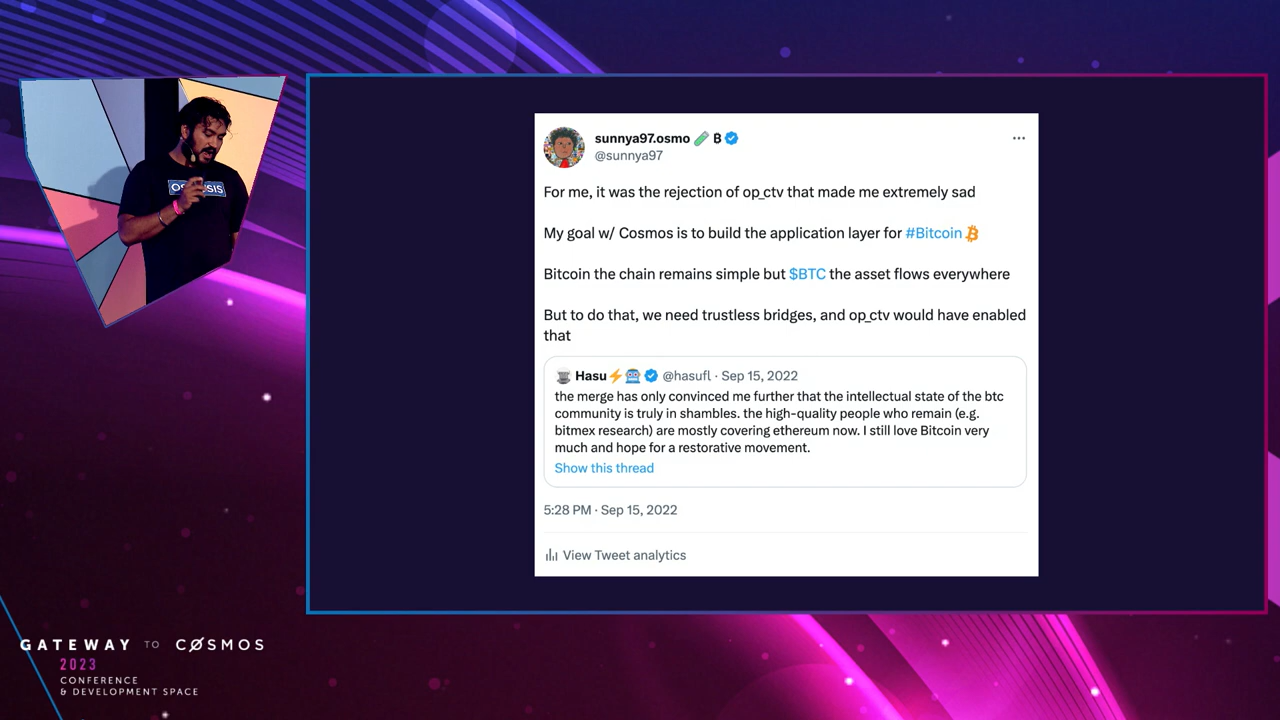 OSMOSIS
sunnya97.osmo 🧪 ₿
@sunnya97
For me, it was the rejection of op_ctv that made me extremely sad
My goal w/ Cosmos is to build the application layer for #Bitcoin
Bitcoin the chain remains simple but $BTC the asset flows everywhere
But to do that, we need trustless bridges, and op_ctv would have enabled
that
Hasu⚡🤖 @hasufl · Sep 15, 2022
the merge has only convinced me further that the intellectual state of the btc
community is truly in shambles. the high-quality people who remain (e.g.
bitmex research) are mostly covering ethereum now. I still love Bitcoin very
much and hope for a restorative movement.
Show this thread
5:28 PM · Sep 15, 2022
View Tweet analytics
GATEWAY TO COSMOS
2023
CONFERENCE
& DEVELOPMENT SPACE